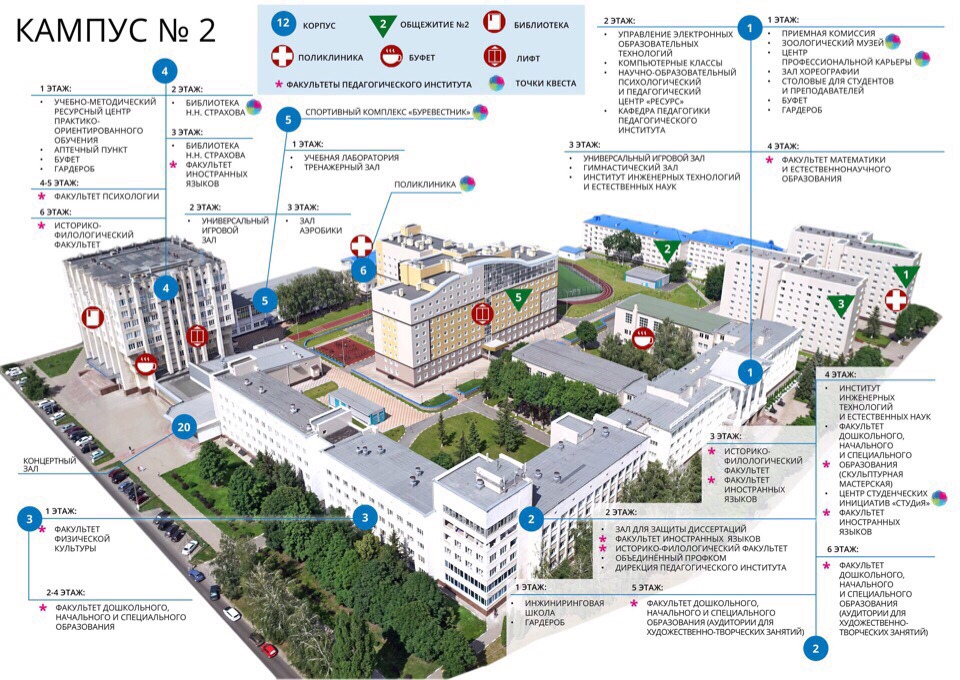 КАМПУС № 2
12
КОРПУС
2
ОБЩЕЖИТИЕ №2
БИБЛИОТЕКА
ПОЛИКЛИНИКА
БУФЕТ
ЛИФТ
* ФАКУЛЬТЕТЫ ПЕДАГОГИЧЕСКОГО ИНСТИТУТА
ТОЧКИ КВЕСТА
4
1 ЭТАЖ:
• УЧЕБНО-МЕТОДИЧЕСКИЙ
РЕСУРСНЫЙ ЦЕНТР
ПРАКТИКО-
ОРИЕНТИРОВАННОГО
ОБУЧЕНИЯ
• АПТЕЧНЫЙ ПУНКТ
• БУФЕТ
• ГАРДЕРОБ
2 ЭТАЖ:
• БИБЛИОТЕКА
Н.Н. СТРАХОВА
3 ЭТАЖ:
• БИБЛИОТЕКА
Н.Н. СТРАХОВА
* ФАКУЛЬТЕТ
ИНОСТРАННЫХ
ЯЗЫКОВ
4-5 ЭТАЖ:
* ФАКУЛЬТЕТ ПСИХОЛОГИИ
6 ЭТАЖ:
* ИСТОРИКО-
ФИЛОЛОГИЧЕСКИЙ
ФАКУЛЬТЕТ
5
СПОРТИВНЫЙ КОМПЛЕКС «БУРЕВЕСТНИК»
1 ЭТАЖ:
• УЧЕБНАЯ ЛАБОРАТОРИЯ
• ТРЕНАЖЕРНЫЙ ЗАЛ
2 ЭТАЖ:
• УНИВЕРСАЛЬНЫЙ
ИГРОВОЙ
ЗАЛ
3 ЭТАЖ:
• ЗАЛ
АЭРОБИКИ
ПОЛИКЛИНИКА
1
2 ЭТАЖ:
• УПРАВЛЕНИЕ ЭЛЕКТРОННЫХ
ОБРАЗОВАТЕЛЬНЫХ
ТЕХНОЛОГИЙ
• КОМПЬЮТЕРНЫЕ КЛАССЫ
• НАУЧНО-ОБРАЗОВАТЕЛЬНЫЙ
ПСИХОЛОГИЧЕСКИЙ
И ПЕДАГОГИЧЕСКИЙ
ЦЕНТР «РЕСУРС»
• КАФЕДРА ПЕДАГОГИКИ
ПЕДАГОГИЧЕСКОГО
ИНСТИТУТА
1 ЭТАЖ:
• ПРИЕМНАЯ КОМИССИЯ
• ЗООЛОГИЧЕСКИЙ МУЗЕЙ
• ЦЕНТР
ПРОФЕССИОНАЛЬНОЙ КАРЬЕРЫ
• ЗАЛ ХОРЕОГРАФИИ
• СТОЛОВЫЕ ДЛЯ СТУДЕНТОВ
И ПРЕПОДАВАТЕЛЕЙ
• БУФЕТ
• ГАРДЕРОБ
3 ЭТАЖ:
• УНИВЕРСАЛЬНЫЙ ИГРОВОЙ ЗАЛ
• ГИМНАСТИЧЕСКИЙ ЗАЛ
• ИНСТИТУТ ИНЖЕНЕРНЫХ ТЕХНОЛОГИЙ
И ЕСТЕСТВЕННЫХ НАУК
4 ЭТАЖ:
* ФАКУЛЬТЕТ МАТЕМАТИКИ
И ЕСТЕСТВЕННОНАУЧНОГО
ОБРАЗОВАНИЯ
2
1
3
6
4
5
5
1
20
КОНЦЕРТНЫЙ
ЗАЛ
3
1 ЭТАЖ:
* ФАКУЛЬТЕТ
ФИЗИЧЕСКОЙ
КУЛЬТУРЫ
3
2-4 ЭТАЖ:
* ФАКУЛЬТЕТ ДОШКОЛЬНОГО,
НАЧАЛЬНОГО И СПЕЦИАЛЬНОГО
ОБРАЗОВАНИЯ
2
3 ЭТАЖ:
* ИСТОРИКО-
ФИЛОЛОГИЧЕСКИЙ
ФАКУЛЬТЕТ
* ФАКУЛЬТЕТ
ИНОСТРАННЫХ
ЯЗЫКОВ
2 ЭТАЖ:
• ЗАЛ ДЛЯ ЗАЩИТЫ ДИССЕРТАЦИЙ
* ФАКУЛЬТЕТ ИНОСТРАННЫХ ЯЗЫКОВ
* ИСТОРИКО-ФИЛОЛОГИЧЕСКИЙ ФАКУЛЬТЕТ
• ОБЪЕДИНЁННЫЙ ПРОФКОМ
• ДИРЕКЦИЯ ПЕДАГОГИЧЕСКОГО ИНСТИТУТА
1 ЭТАЖ:
• ИНЖИНИРИНГОВАЯ
ШКОЛА
• ГАРДЕРОБ
5 ЭТАЖ:
* ФАКУЛЬТЕТ ДОШКОЛЬНОГО,
НАЧАЛЬНОГО И СПЕЦИАЛЬНОГО
ОБРАЗОВАНИЯ (АУДИТОРИИ ДЛЯ
ХУДОЖЕСТВЕННО-ТВОРЧЕСКИХ ЗАНЯТИЙ)
4 ЭТАЖ:
• ИНСТИТУТ
ИНЖЕНЕРНЫХ
ТЕХНОЛОГИЙ
И ЕСТЕСТВЕННЫХ НАУК
• ФАКУЛЬТЕТ
ДОШКОЛЬНОГО,
НАЧАЛЬНОГО
И СПЕЦИАЛЬНОГО
* ОБРАЗОВАНИЯ
(СКУЛЬПТУРНАЯ
МАСТЕРСКАЯ)
• ЦЕНТР СТУДЕНЧЕСКИХ
ИНИЦИАТИВ «СТУДиЯ»
* ФАКУЛЬТЕТ
ИНОСТРАННЫХ
ЯЗЫКОВ
6 ЭТАЖ:
* ФАКУЛЬТЕТ
ДОШКОЛЬНОГО,
НАЧАЛЬНОГО
И СПЕЦИАЛЬНОГО
ОБРАЗОВАНИЯ
(АУДИТОРИИ ДЛЯ
ХУДОЖЕСТВЕННО-
ТВОРЧЕСКИХ ЗАНЯТИЙ)
2